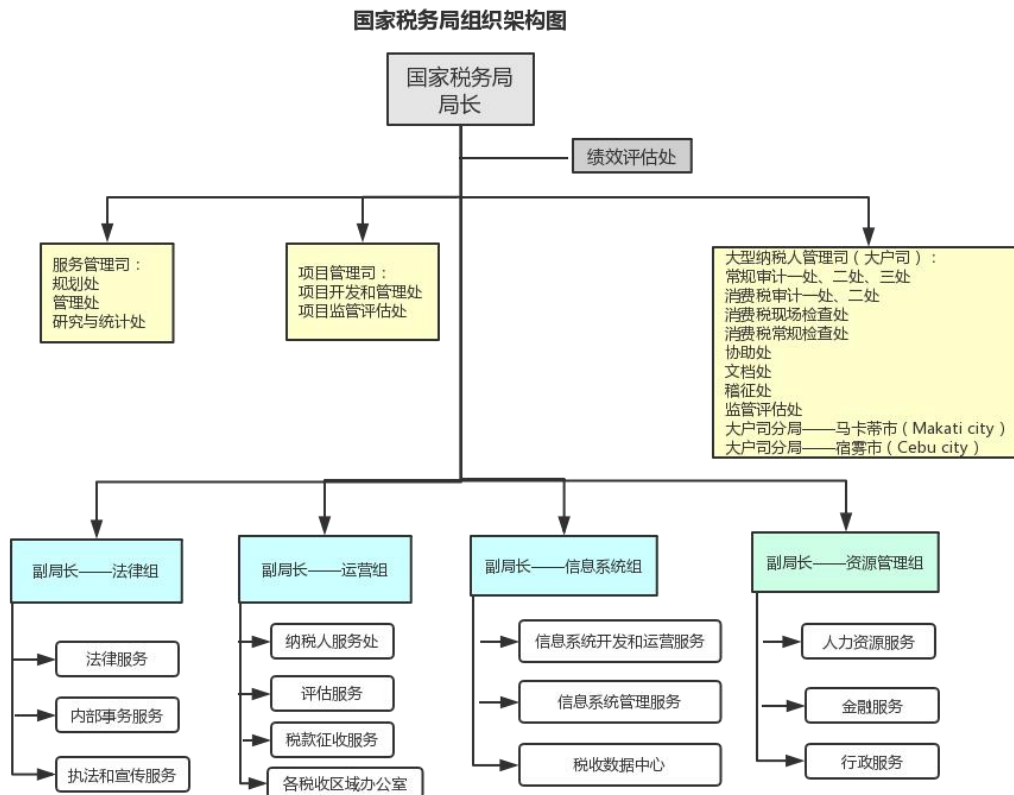 国家税务局组织架构图
国家税务局
局长
绩效评估处
服务管理司：
规划处
管理处
研究与统计处
项目管理司：
项目开发和管理处
项目监管评估处
大型纳税人管理司（大户司）：
常规审计一处、二处、三处
消费税审计一处、二处
消费税现场检查处
消费税常规检查处
协助处
文档处
稽征处
监管评估处
大户司分局——马卡蒂市（Makati city）
大户司分局——宿雾市（Cebu city）
副局长——法律组
法律服务
内部事务服务
执法和宣传服务
副局长——运营组
纳税人服务处
评估服务
税款征收服务
各税收区域办公室
副局长——信息系统组
信息系统开发和运营服务
信息系统管理服务
税收数据中心
副局长——资源管理组
人力资源服务
金融服务
行政服务